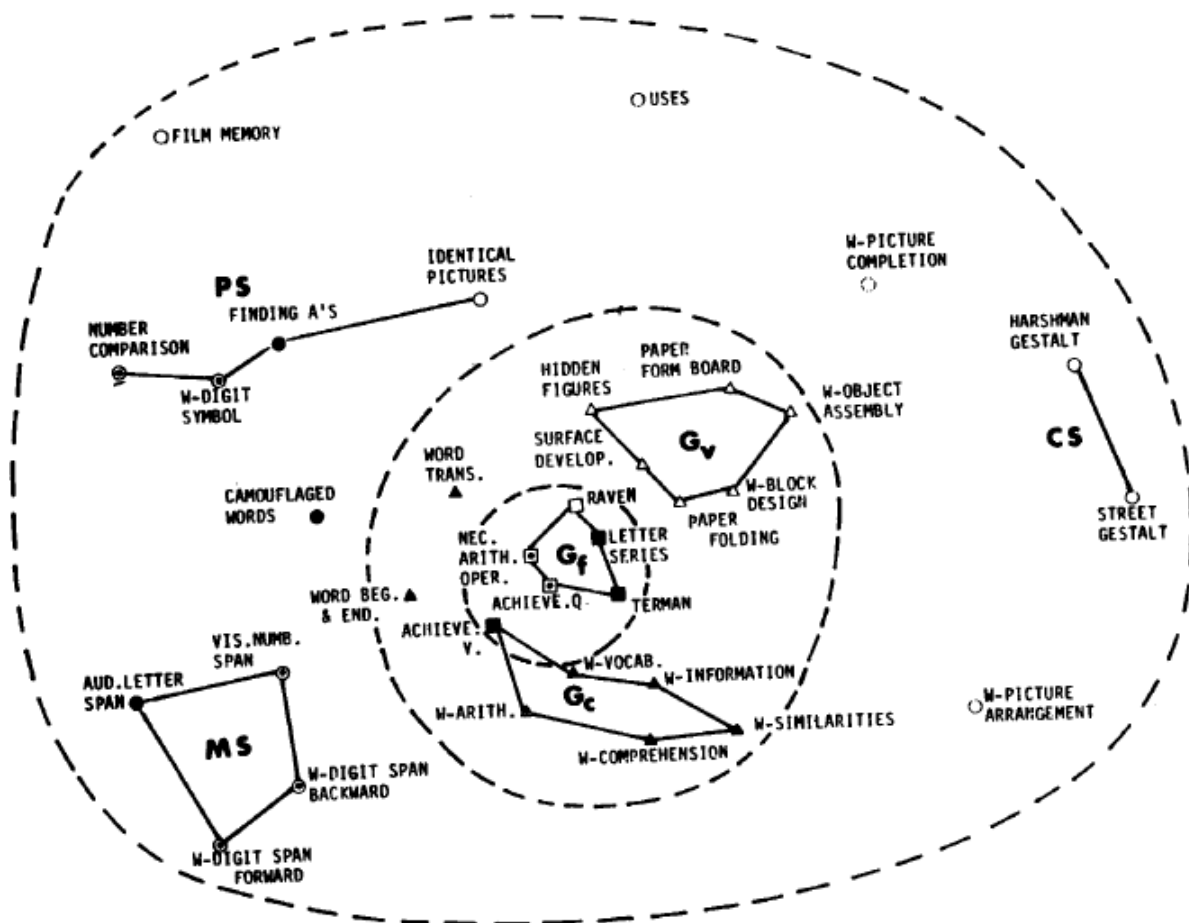 USES
FILM MEMORY
W-PICTURE
COMPLETION
IDENTICAL
PICTURES
PS
FINDING A'S
NUMBER
COMPARISON
W-DIGIT
SYMBOL
HARSHMAN
GESTALT
CS
STREET
GESTALT
HIDDEN
FIGURES
PAPER
FORM BOARD
W-OBJECT
ASSEMBLY
SURFACE
DEVELOP.
Gv
W-BLOCK
DESIGN
PAPER
FOLDING
WORD
TRANS.
CAMOUFLAGED
WORDS
RAVEN
LETTER
SERIES
NEC.
ARITH.
OPER.
Gf
ACHIEVE.Q.
TERMAN
WORD BEG.
& END.
ACHIEVE.
V.
W-VOCAB.
W-INFORMATION
Gc
W-ARITH.
W-SIMILARITIES
W-COMPREHENSION
W-PICTURE
ARRANGEMENT
VIS.NUMB.
SPAN
AUD.LETTER
SPAN
MS
W-DIGIT SPAN
BACKWARD
W-DIGIT SPAN
FORWARD